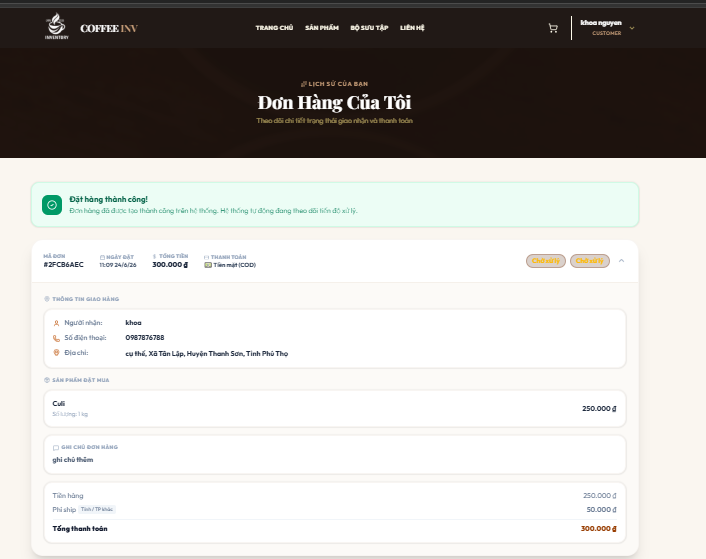 INVENTORY
COFFEE INV
TRANG CHỦ SẢN PHẨM BỘ SƯU TẬP LIÊN HỆ
khoa nguyen
CUSTOMER
LỊCH SỬ CỦA BẠN
Đơn Hàng Của Tôi
Theo dõi chi tiết trạng thái giao nhận và thanh toán
Đặt hàng thành công!
Đơn hàng đã được tạo thành công trên hệ thống. Hệ thống tự động đang theo dõi tiến độ xử lý.
MÃ ĐƠN NGÀY ĐẶT TỔNG TIỀN THANH TOÁN
#2FCB6AEC 11:09 24/6/26 300.000 ₫ Tiền mặt (COD)
Chờ xử lý Chờ xử lý
THÔNG TIN GIAO HÀNG
Người nhận: khoa
Số điện thoại: 0987876788
Địa chỉ: cụ thể, Xã Tân Lập, Huyện Thanh Sơn, Tỉnh Phú Thọ
SẢN PHẨM ĐẶT MUA
Culi
Số lượng: 1 kg
250.000 ₫
GHI CHÚ ĐƠN HÀNG
ghi chú thêm
Tiền hàng 250.000 ₫
Phí ship Tỉnh / TP khác 50.000 ₫
Tổng thanh toán 300.000 ₫